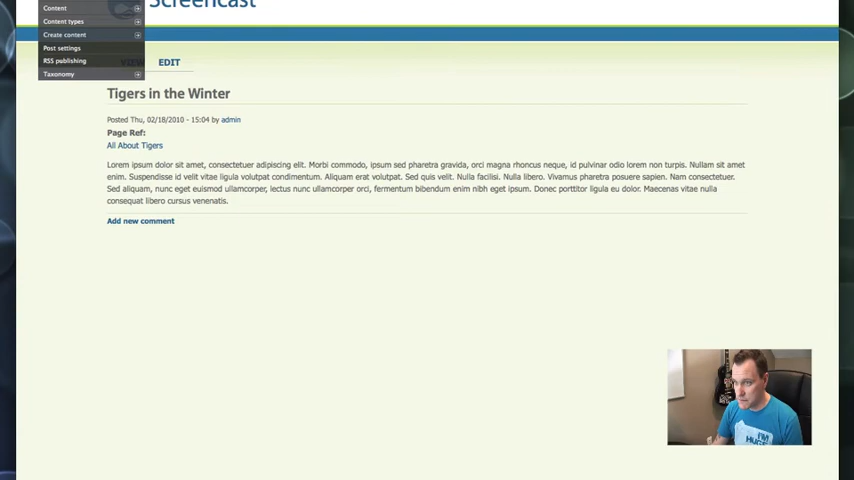 Screencast
Content
Content types
Create content
Post settings
RSS publishing
Taxonomy
VIEW
EDIT
Tigers in the Winter
Posted Thu, 02/18/2010 - 15:04 by admin
Page Ref:
All About Tigers
Lorem ipsum dolor sit amet, consectetuer adipiscing elit. Morbi commodo, ipsum sed pharetra gravida, orci magna rhoncus neque, id pulvinar odio lorem non turpis. Nullam sit amet
enim. Suspendisse id velit vitae ligula volutpat condimentum. Aliquam erat volutpat. Sed quis velit. Nulla facilisi. Nulla libero. Vivamus pharetra posuere sapien. Nam consectetuer.
Sed aliquam, nunc eget euismod ullamcorper, lectus nunc ullamcorper orci, fermentum bibendum enim nibh eget ipsum. Donec porttitor ligula eu dolor. Maecenas vitae nulla
consequat libero cursus venenatis.
Add new comment
I'M
HUGE